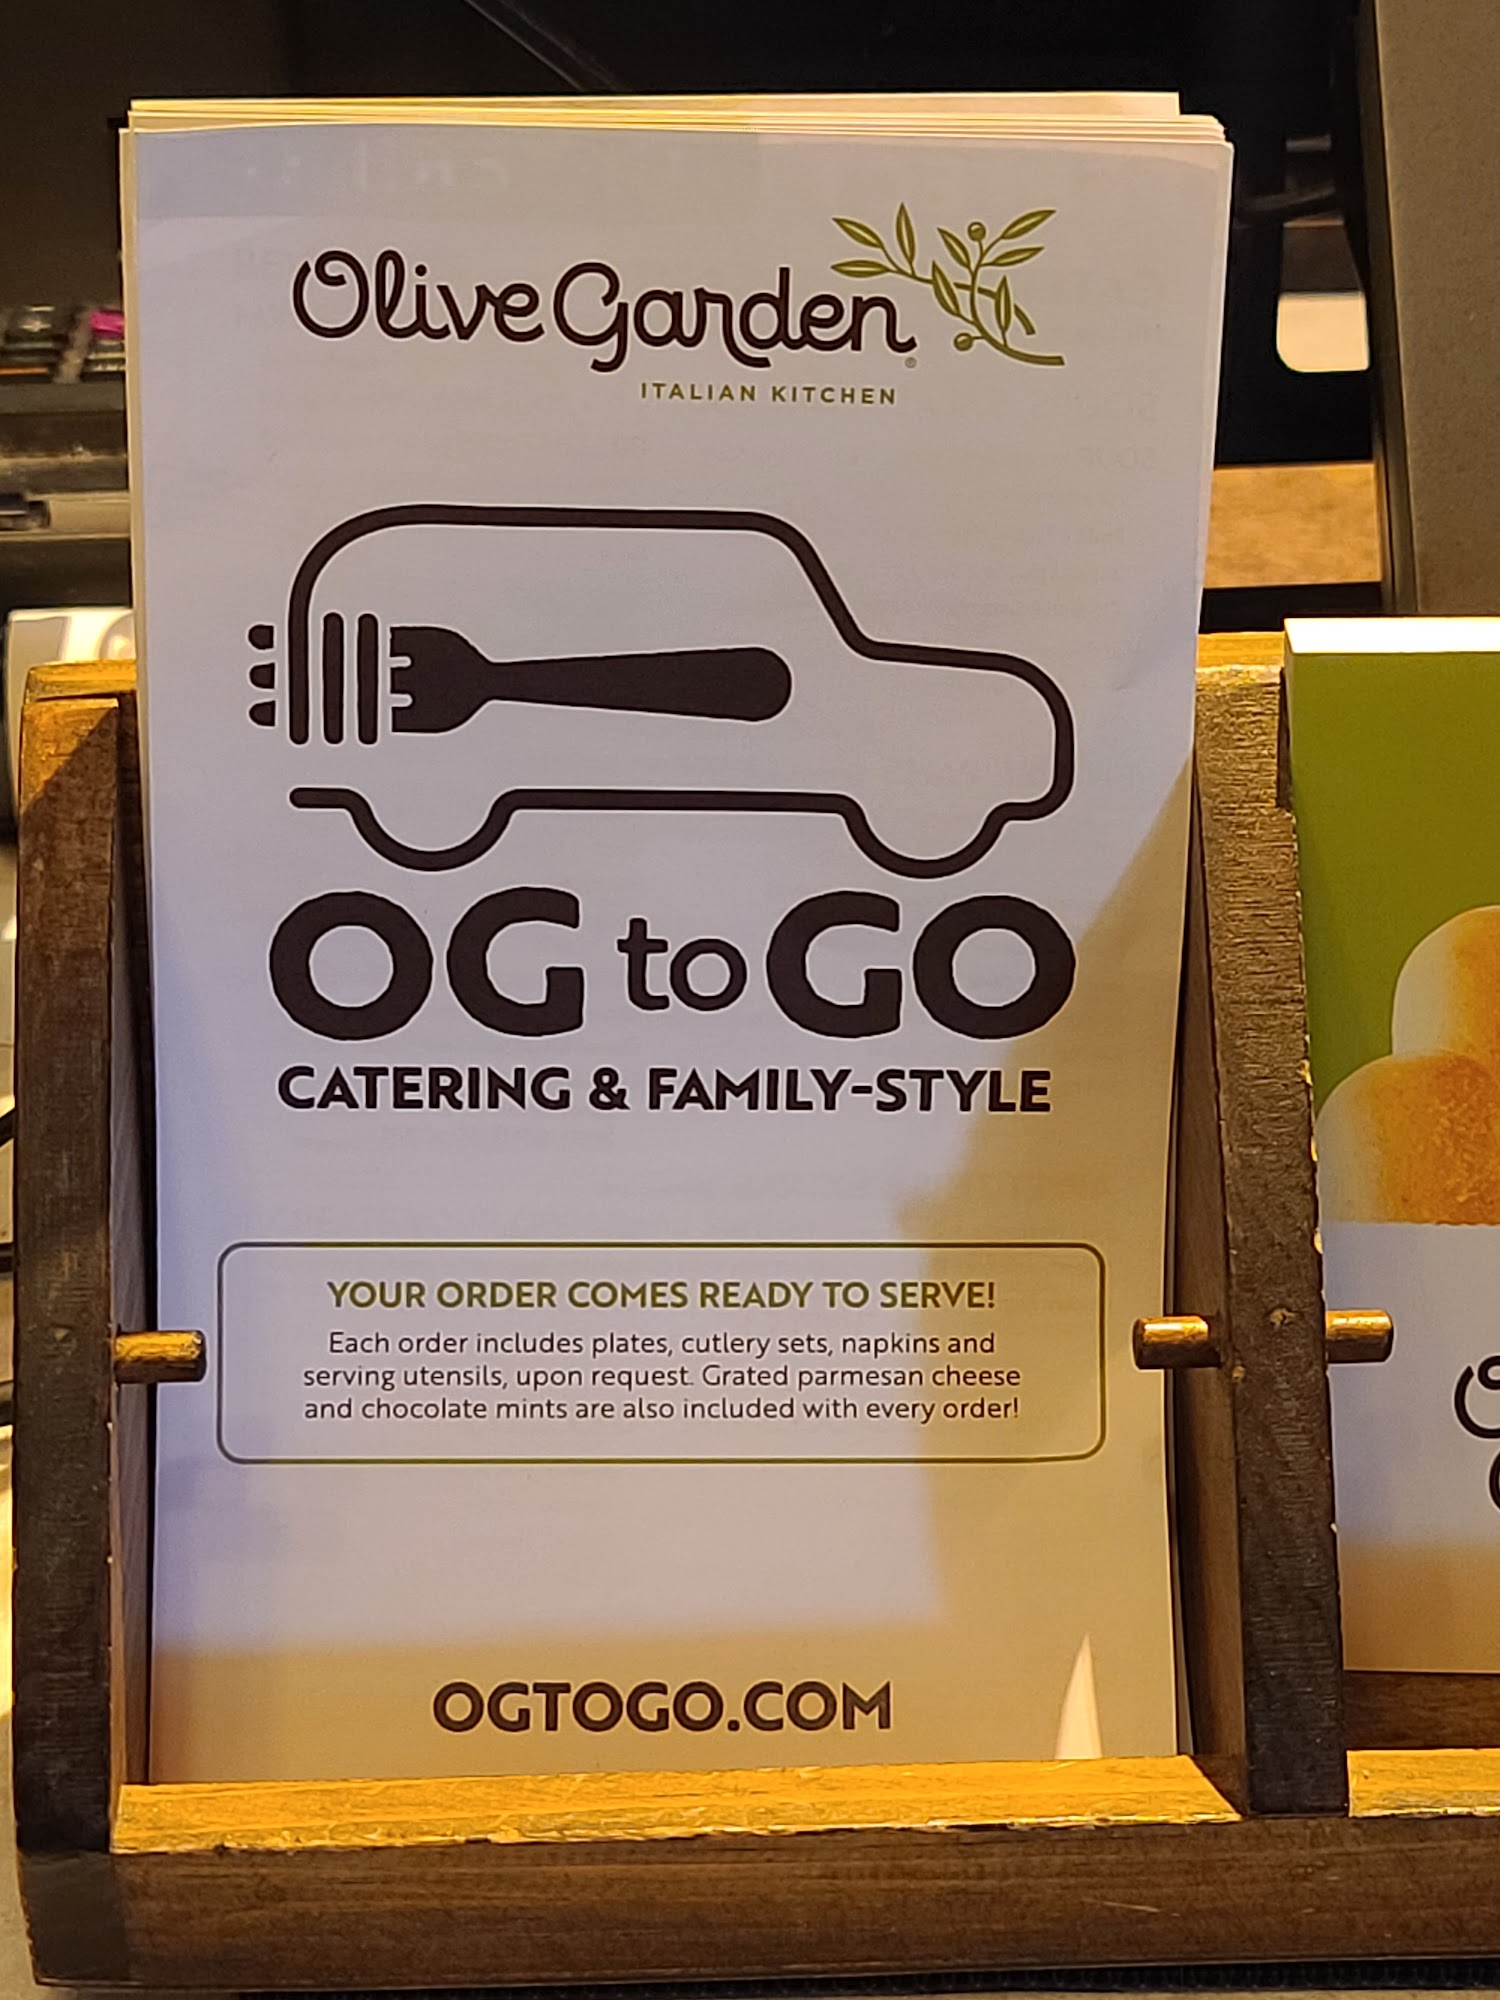 Olive Garden
ITALIAN KITCHEN
OG to GO
CATERING & FAMILY-STYLE
YOUR ORDER COMES READY TO SERVE!
Each order includes plates, cutlery sets, napkins and
serving utensils, upon request. Grated parmesan cheese
and chocolate mints are also included with every order!
OGTOGO.COM